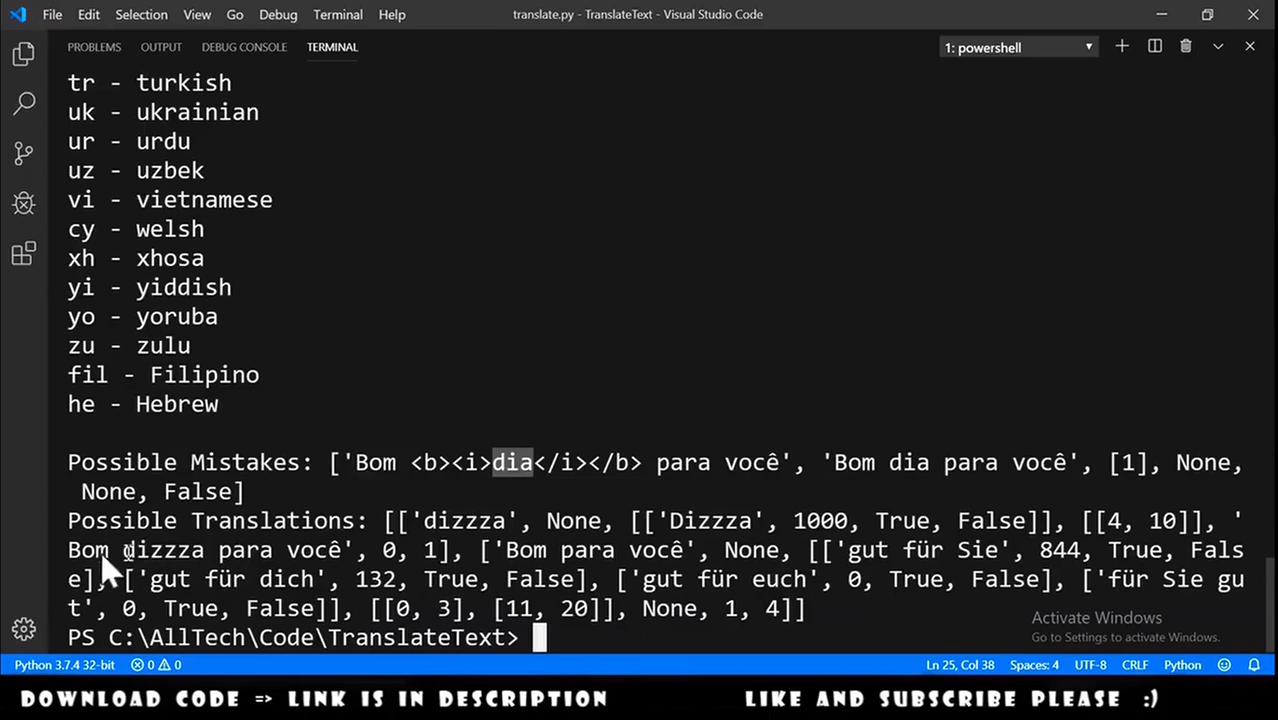 File Edit Selection View Go Debug Terminal Help translate.py - TranslateText - Visual Studio Code
PROBLEMS OUTPUT DEBUG CONSOLE TERMINAL 1: powershell
tr - turkish
uk - ukrainian
ur - urdu
uz - uzbek
vi - vietnamese
cy - welsh
xh - xhosa
yi - yiddish
yo - yoruba
zu - zulu
fil - Filipino
he - Hebrew
Possible Mistakes: ['Bom <b><i>dia</i></b> para você', 'Bom dia para você', [1], None,
 None, False]
Possible Translations: [['dizzza', None, [['Dizzza', 1000, True, False]], [[4, 10]], '
Bom dizzza para você', 0, 1], ['Bom para você', None, [['gut für Sie', 844, True, Fals
e], ['gut für dich', 132, True, False], ['gut für euch', 0, True, False], ['für Sie gu
t', 0, True, False]], [[0, 3], [11, 20]], None, 1, 4]]
PS C:\AllTech\Code\TranslateText>
Activate Windows
Go to Settings to activate Windows.
Python 3.7.4 32-bit 0 0 Ln 25, Col 38 Spaces: 4 UTF-8 CRLF Python
DOWNLOAD CODE => LINK IS IN DESCRIPTION LIKE AND SUBSCRIBE PLEASE :)